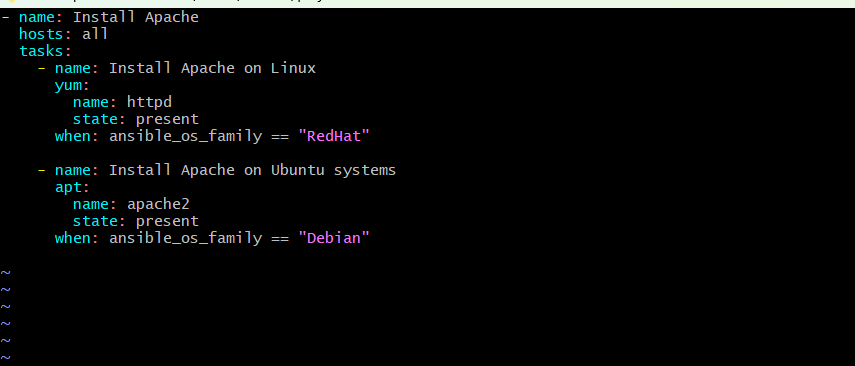 - name: Install Apache
  hosts: all
  tasks:
    - name: Install Apache on Linux
      yum:
        name: httpd
        state: present
      when: ansible_os_family == "RedHat"

    - name: Install Apache on Ubuntu systems
      apt:
        name: apache2
        state: present
      when: ansible_os_family == "Debian"

~
~
~
~
~
~